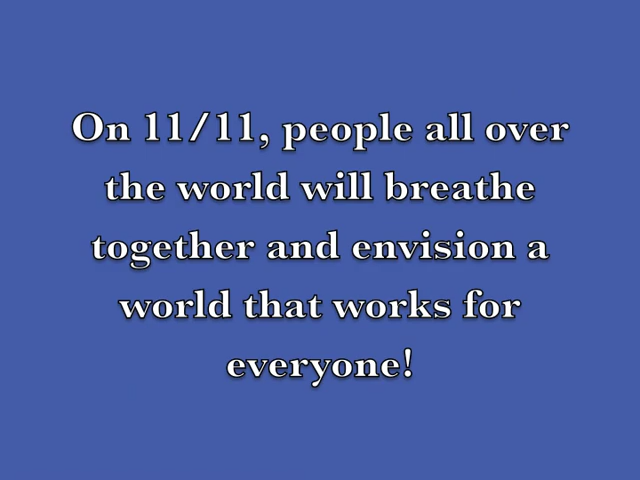 On 11/11, people all over
the world will breathe
together and envision a
world that works for
everyone!